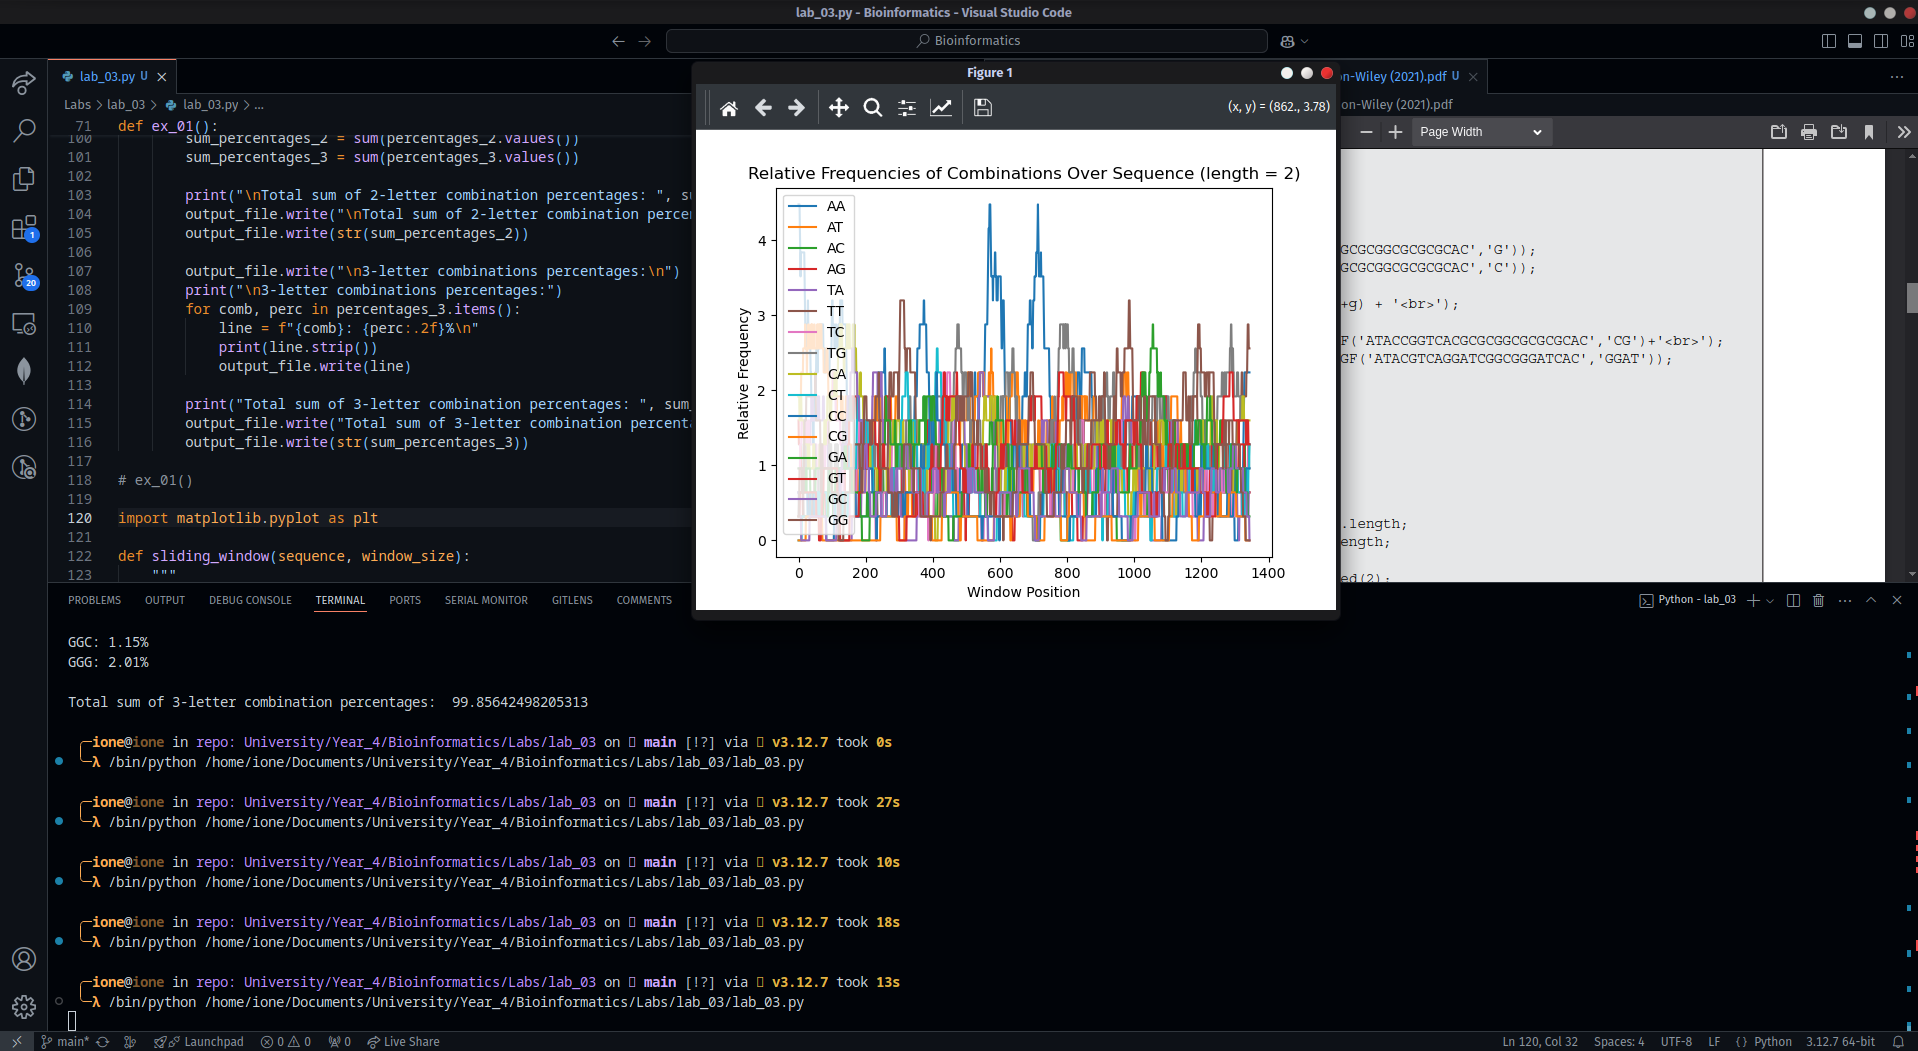 lab_03.py - Bioinformatics - Visual Studio Code
Bioinformatics
lab_03.py U
Labs > lab_03 > lab_03.py > ...
71 def ex_01():
100 sum_percentages_2 = sum(percentages_2.values())
101 sum_percentages_3 = sum(percentages_3.values())
102
103 print("\nTotal sum of 2-letter combination percentages: ", s
104 output_file.write("\nTotal sum of 2-letter combination perce
105 output_file.write(str(sum_percentages_2))
106
107 output_file.write("\n3-letter combinations percentages:\n")
108 print("\n3-letter combinations percentages:")
109 for comb, perc in percentages_3.items():
110 line = f"{comb}: {perc:.2f}%\n"
111 print(line.strip())
112 output_file.write(line)
113
114 print("Total sum of 3-letter combination percentages: ", sum_
115 output_file.write("Total sum of 3-letter combination percent
116 output_file.write(str(sum_percentages_3))
117
118 # ex_01()
119
120 import matplotlib.pyplot as plt
121
122 def sliding_window(sequence, window_size):
123 """
Figure 1
(x, y) = (862., 3.78)
Relative Frequencies of Combinations Over Sequence (length = 2)
AA
AT
AC
AG
TA
TT
TC
TG
CA
CT
CC
CG
GA
GT
GC
GG
Relative Frequency
4
3
2
1
0
0 200 400 600 800 1000 1200 1400
Window Position
on-Wiley (2021).pdf U
on-Wiley (2021).pdf
Page Width
GCGCGGCGCGCGCAC','G'));
GCGCGGCGCGCGCAC','C'));
+g) + '<br>');
F('ATACCGGTCACGCGCGGCGCGCGCAC','CG')+'<br>');
GF('ATACGTCAGGATCGGCGGGATCAC','GGAT'));
.length;
ength;
ed(2);
PROBLEMS OUTPUT DEBUG CONSOLE TERMINAL PORTS SERIAL MONITOR GITLENS COMMENTS
Python - lab_03
GGC: 1.15%
GGG: 2.01%
Total sum of 3-letter combination percentages:  99.85642498205313
ione@ione in repo: University/Year_4/Bioinformatics/Labs/lab_03 on main [!?] via v3.12.7 took 0s
λ /bin/python /home/ione/Documents/University/Year_4/Bioinformatics/Labs/lab_03/lab_03.py
ione@ione in repo: University/Year_4/Bioinformatics/Labs/lab_03 on main [!?] via v3.12.7 took 27s
λ /bin/python /home/ione/Documents/University/Year_4/Bioinformatics/Labs/lab_03/lab_03.py
ione@ione in repo: University/Year_4/Bioinformatics/Labs/lab_03 on main [!?] via v3.12.7 took 10s
λ /bin/python /home/ione/Documents/University/Year_4/Bioinformatics/Labs/lab_03/lab_03.py
ione@ione in repo: University/Year_4/Bioinformatics/Labs/lab_03 on main [!?] via v3.12.7 took 18s
λ /bin/python /home/ione/Documents/University/Year_4/Bioinformatics/Labs/lab_03/lab_03.py
ione@ione in repo: University/Year_4/Bioinformatics/Labs/lab_03 on main [!?] via v3.12.7 took 13s
λ /bin/python /home/ione/Documents/University/Year_4/Bioinformatics/Labs/lab_03/lab_03.py
1
20
main* Launchpad 0 0 0 Live Share
Ln 120, Col 32 Spaces: 4 UTF-8 LF { } Python 3.12.7 64-bit